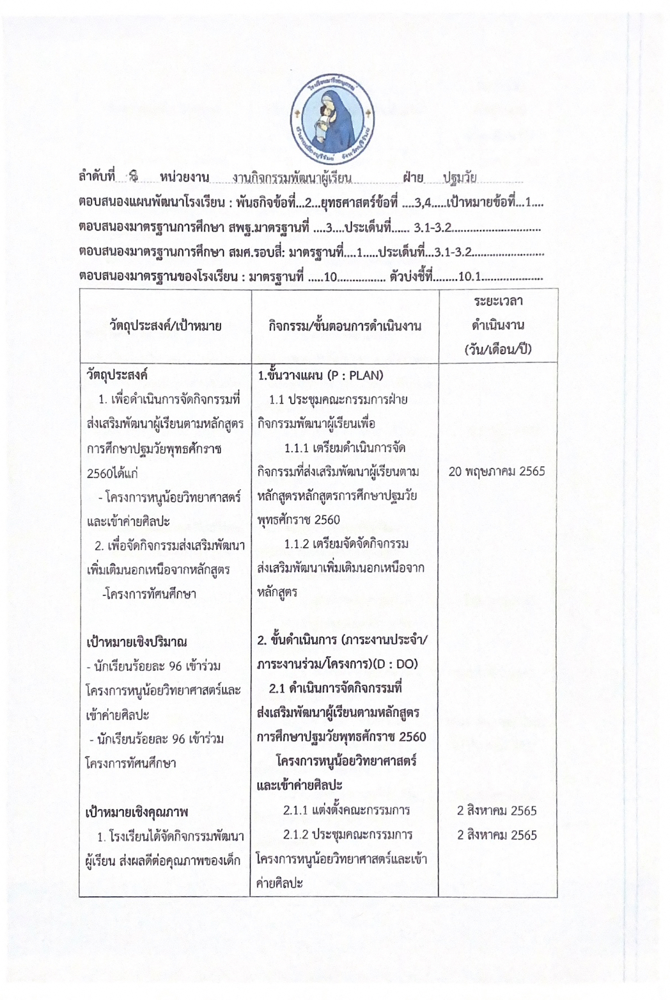 โรงเรียนมารีย์อนุสรณ์
อำเภอเมืองบุรีรัมย์ จังหวัดบุรีรัมย์
ลำดับที่ หน่วยงาน งานกิจกรรมพัฒนาผู้เรียน ฝ่าย ปฐมวัย
ตอบสนองแผนพัฒนาโรงเรียน : พันธกิจข้อที่...2...ยุทธศาสตร์ข้อที่ ....3,4.....เป้าหมายข้อที่...1....
ตอบสนองมาตรฐานการศึกษา สพฐ.มาตรฐานที่ ....3....ประเด็นที่...... 3.1-3.2............................
ตอบสนองมาตรฐานการศึกษา สมศ.รอบสี่: มาตรฐานที่....1.....ประเด็นที่...3.1-3.2.......................
ตอบสนองมาตรฐานของโรงเรียน : มาตรฐานที่ .....10................ ตัวบ่งชี้ที่........10.1....................
วัตถุประสงค์/เป้าหมาย
กิจกรรม/ขั้นตอนการดำเนินงาน
ระยะเวลา
ดำเนินงาน
(วัน/เดือน/ปี)
วัตถุประสงค์
1. เพื่อดำเนินการจัดกิจกรรมที่
ส่งเสริมพัฒนาผู้เรียนตามหลักสูตร
การศึกษาปฐมวัยพุทธศักราช
2560ได้แก่
- โครงการหนูน้อยวิทยาศาสตร์
และเข้าค่ายศิลปะ
2. เพื่อจัดกิจกรรมส่งเสริมพัฒนา
เพิ่มเติมนอกเหนือจากหลักสูตร
-โครงการทัศนศึกษา
เป้าหมายเชิงปริมาณ
- นักเรียนร้อยละ 96 เข้าร่วม
โครงการหนูน้อยวิทยาศาสตร์และ
เข้าค่ายศิลปะ
- นักเรียนร้อยละ 96 เข้าร่วม
โครงการทัศนศึกษา
เป้าหมายเชิงคุณภาพ
1. โรงเรียนได้จัดกิจกรรมพัฒนา
ผู้เรียน ส่งผลดีต่อคุณภาพของเด็ก
1.ขั้นวางแผน (P : PLAN)
1.1 ประชุมคณะกรรมการฝ่าย
กิจกรรมพัฒนาผู้เรียนเพื่อ
1.1.1 เตรียมดำเนินการจัด
กิจกรรมที่ส่งเสริมพัฒนาผู้เรียนตาม
หลักสูตรหลักสูตรการศึกษาปฐมวัย
พุทธศักราช 2560
1.1.2 เตรียมจัดจัดกิจกรรม
ส่งเสริมพัฒนาเพิ่มเติมนอกเหนือจาก
หลักสูตร
2. ขั้นดำเนินการ (ภาระงานประจำ/
ภาระงานร่วม/โครงการ)(D : DO)
2.1 ดำเนินการจัดกิจกรรมที่
ส่งเสริมพัฒนาผู้เรียนตามหลักสูตร
การศึกษาปฐมวัยพุทธศักราช 2560
โครงการหนูน้อยวิทยาศาสตร์
และเข้าค่ายศิลปะ
2.1.1 แต่งตั้งคณะกรรมการ
2.1.2 ประชุมคณะกรรมการ
โครงการหนูน้อยวิทยาศาสตร์และเข้า
ค่ายศิลปะ
20 พฤษภาคม 2565
2 สิงหาคม 2565
2 สิงหาคม 2565